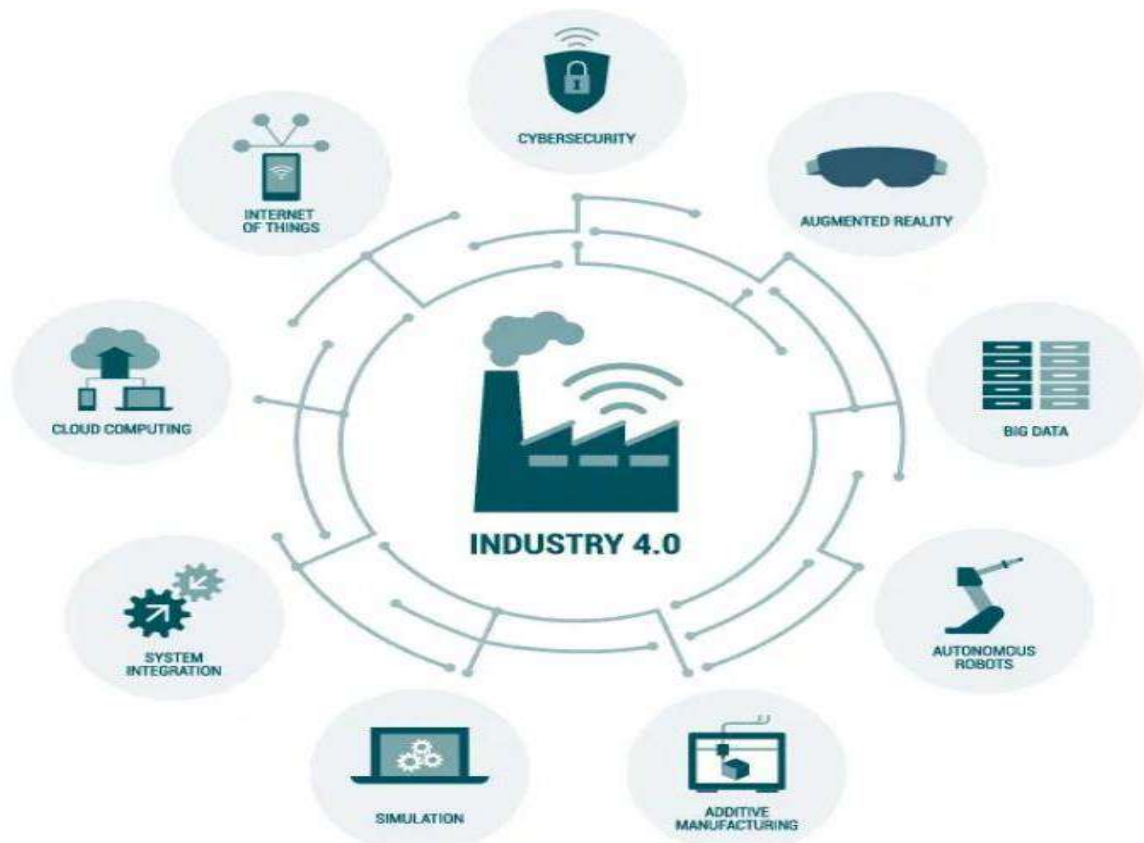 CYBERSECURITY
INTERNET
OF THINGS
AUGMENTED REALITY
CLOUD COMPUTING
BIG DATA
INDUSTRY 4.0
SYSTEM
INTEGRATION
AUTONOMOUS
ROBOTS
SIMULATION
ADDITIVE
MANUFACTURING